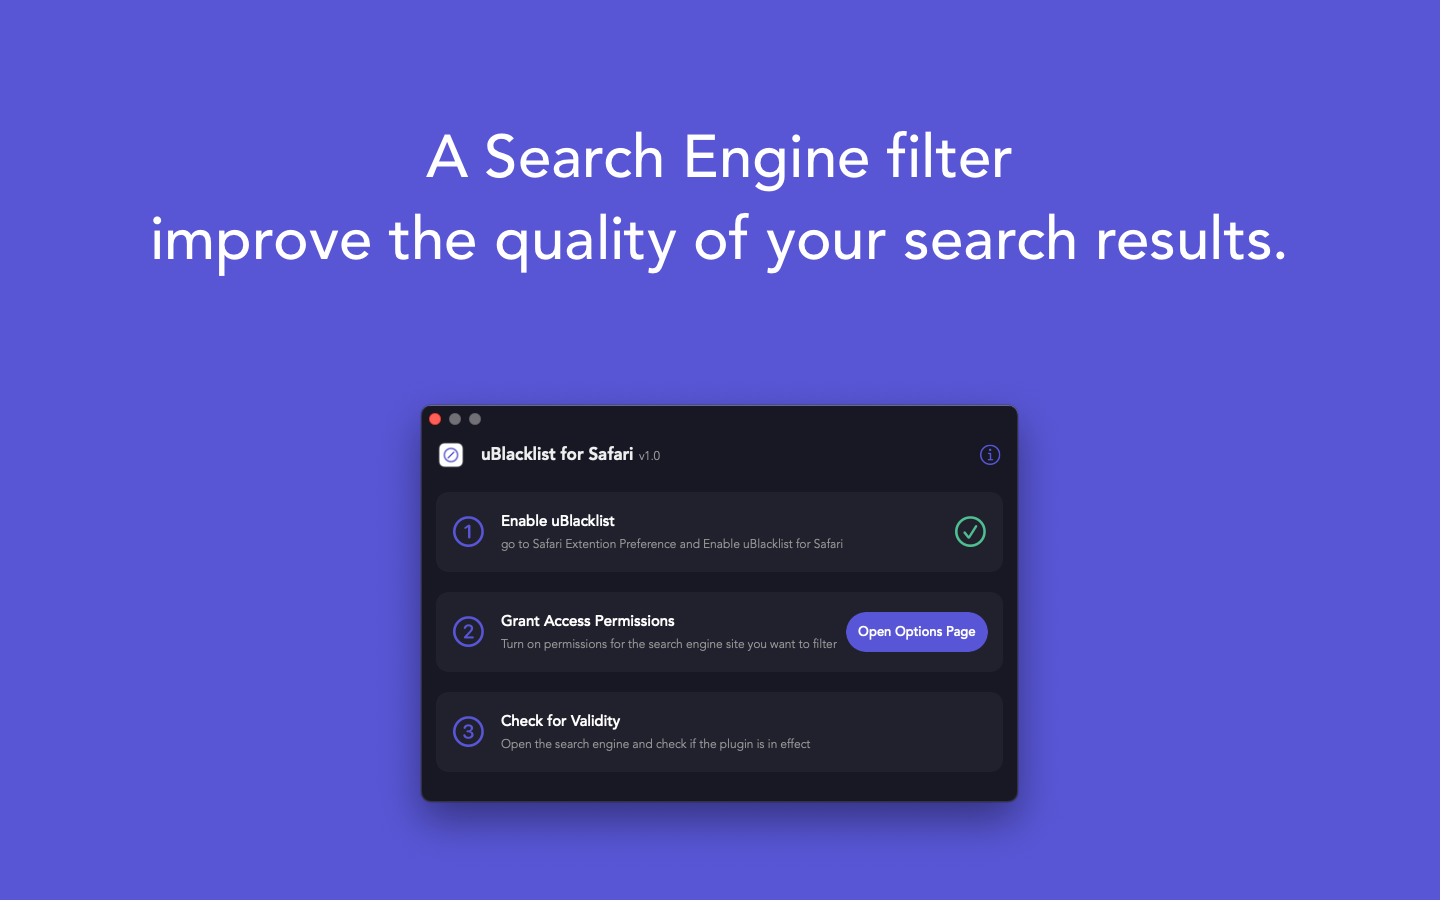 A Search Engine filter
improve the quality of your search results.
uBlacklist for Safari v1.0
1
Enable uBlacklist
go to Safari Extention Preference and Enable uBlacklist for Safari
2
Grant Access Permissions
Turn on permissions for the search engine site you want to filter
Open Options Page
3
Check for Validity
Open the search engine and check if the plugin is in effect